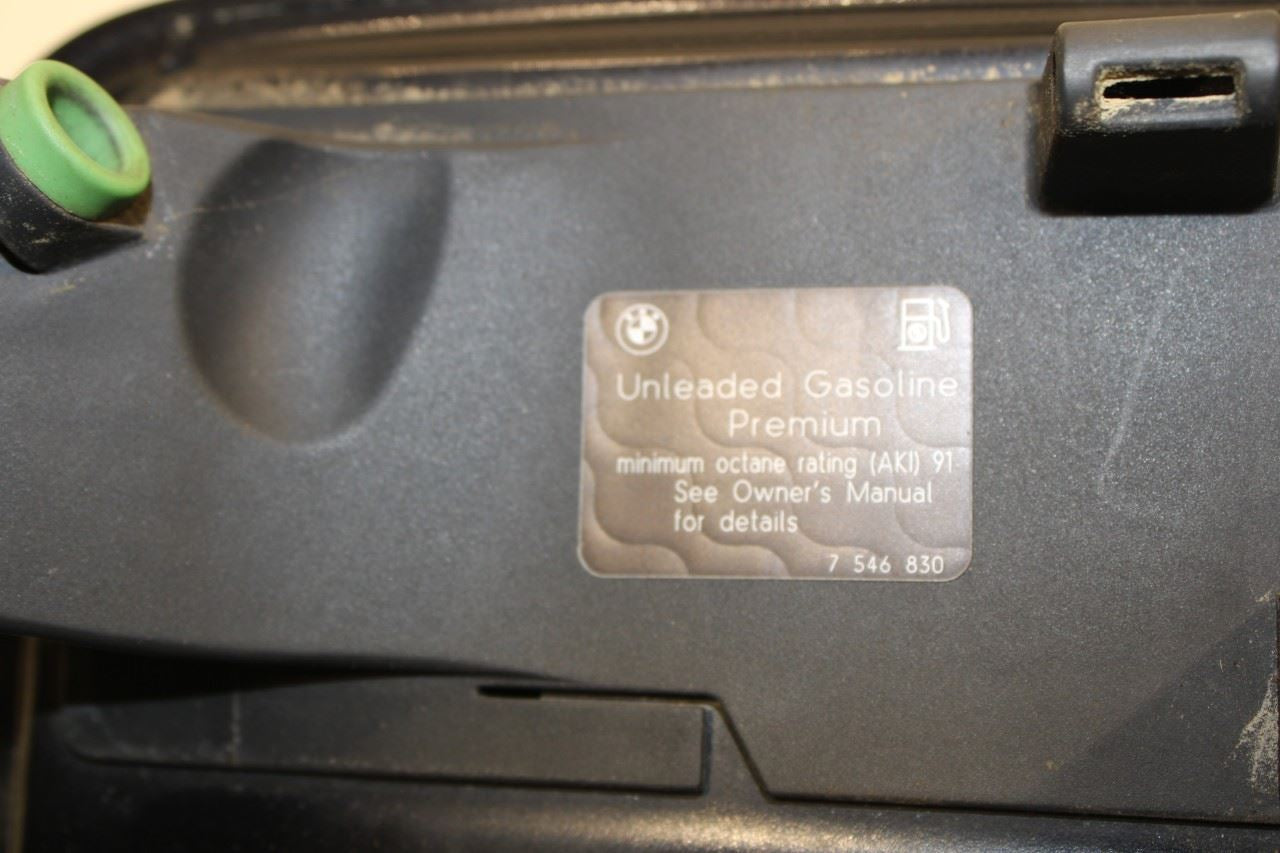 Unleaded Gasoline
Premium
minimum octane rating (AKI) 91
See Owner's Manual
for details
7 546 830